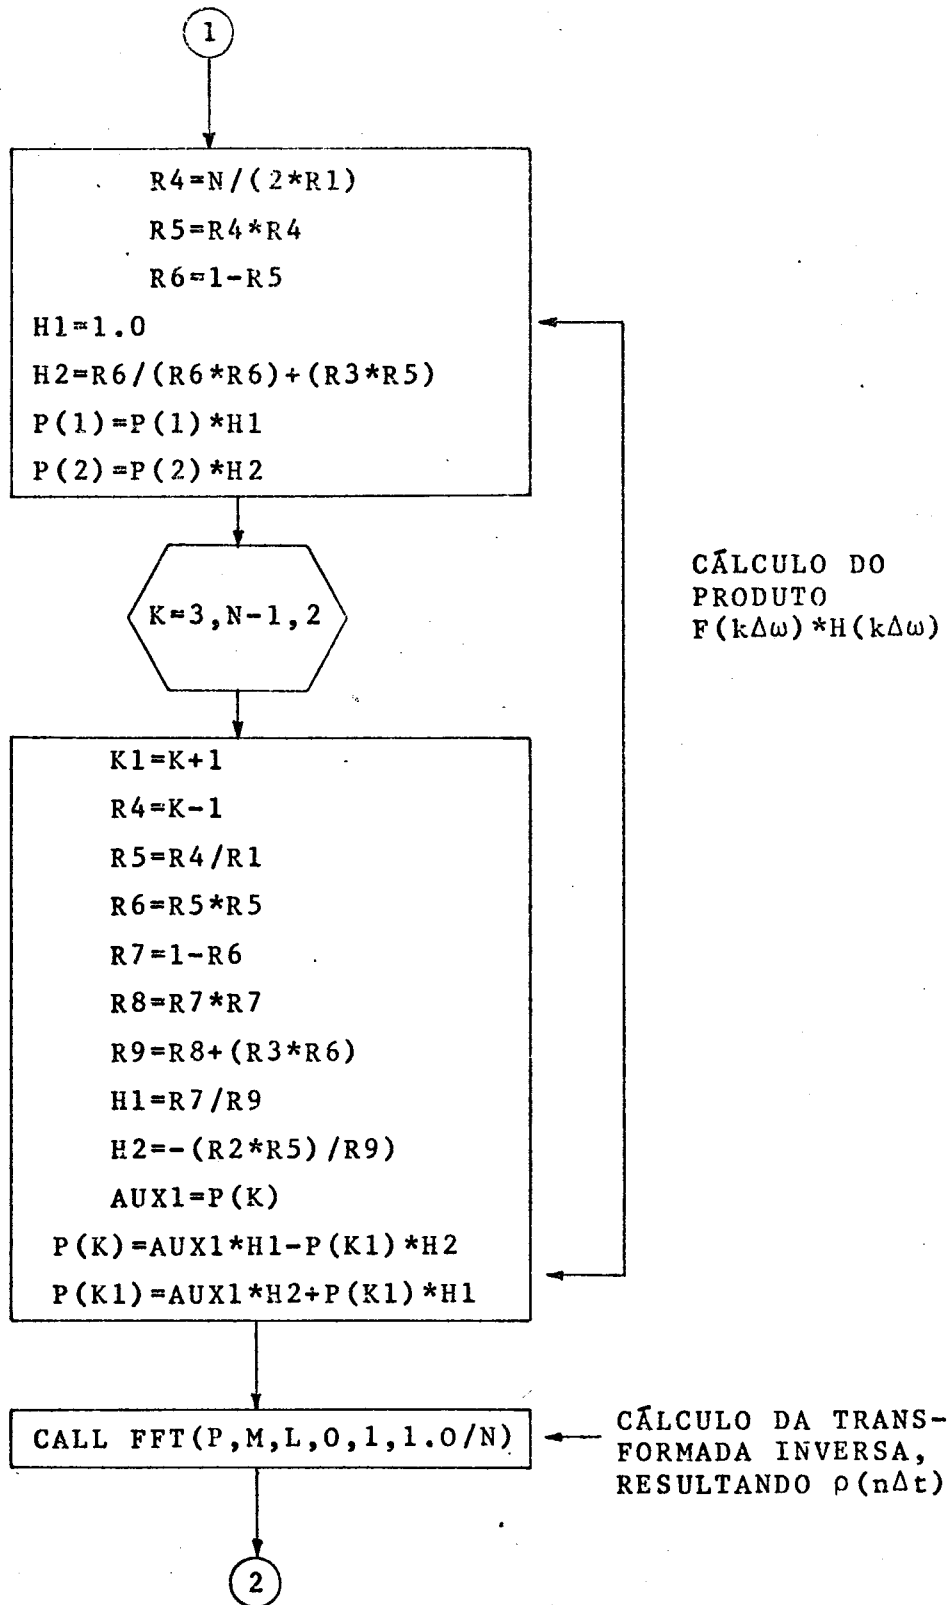 1
R4=N/(2*R1)
R5=R4*R4
R6=1-R5
H1=1.0
H2=R6/(R6*R6)+(R3*R5)
P(1)=P(1)*H1
P(2)=P(2)*H2
CÁLCULO DO
PRODUTO
F(kΔω)*H(kΔω)
K=3,N-1,2
K1=K+1
R4=K-1
R5=R4/R1
R6=R5*R5
R7=1-R6
R8=R7*R7
R9=R8+(R3*R6)
H1=R7/R9
H2=-(R2*R5)/R9)
AUX1=P(K)
P(K)=AUX1*H1-P(K1)*H2
P(K1)=AUX1*H2+P(K1)*H1
CALL FFT(P,M,L,0,1,1.0/N)
CÁLCULO DA TRANS-
FORMADA INVERSA,
RESULTANDO ρ(nΔt)
2